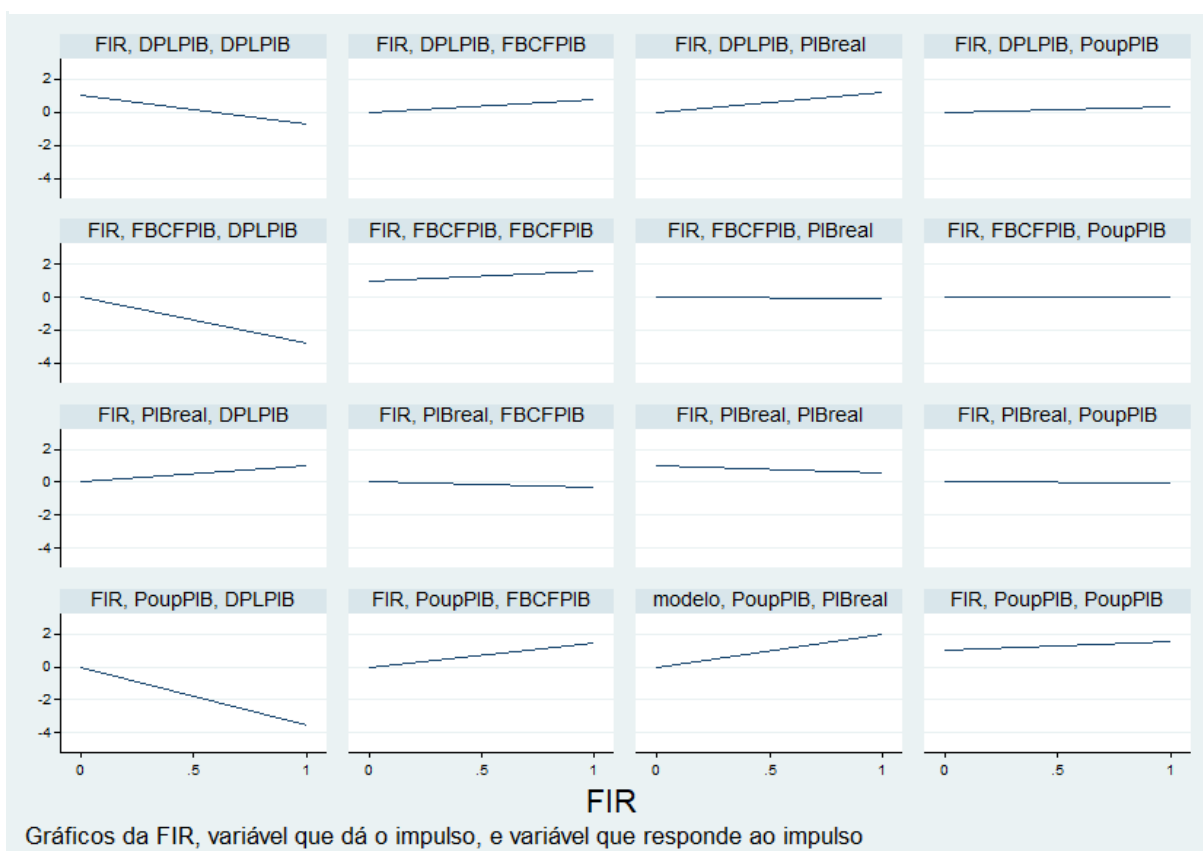 FIR, DPLPIB, DPLPIB FIR, DPLPIB, FBCFPIB FIR, DPLPIB, PIBreal FIR, DPLPIB, PoupPIB
2
0
-2
-4
FIR, FBCFPIB, DPLPIB FIR, FBCFPIB, FBCFPIB FIR, FBCFPIB, PIBreal FIR, FBCFPIB, PoupPIB
2
0
-2
-4
FIR, PIBreal, DPLPIB FIR, PIBreal, FBCFPIB FIR, PIBreal, PIBreal FIR, PIBreal, PoupPIB
2
0
-2
-4
FIR, PoupPIB, DPLPIB FIR, PoupPIB, FBCFPIB modelo, PoupPIB, PIBreal FIR, PoupPIB, PoupPIB
2
0
-2
-4
0 .5 1 0 .5 1 0 .5 1 0 .5 1
FIR
Gráficos da FIR, variável que dá o impulso, e variável que responde ao impulso